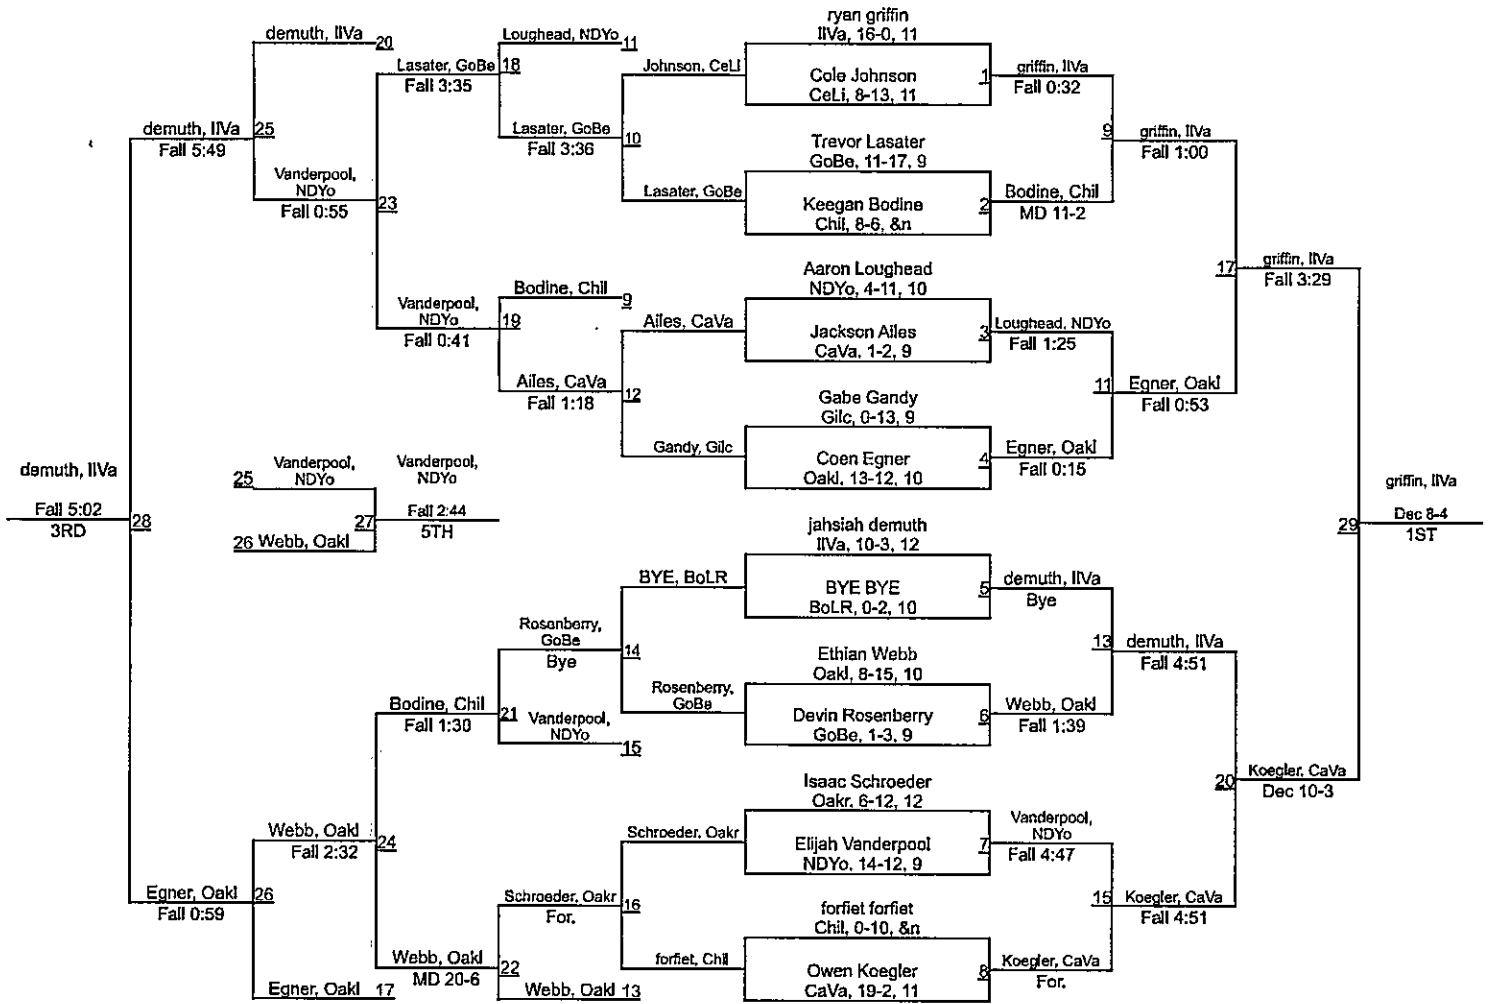 ryan griffin
IIVa, 16-0, 11
1
Cole Johnson
CeLi, 8-13, 11
Trevor Lasater
GoBe, 11-17, 9
2
Keegan Bodine
Chil, 8-6, &n
Aaron Loughead
NDYo, 4-11, 10
3
Jackson Ailes
CaVa, 1-2, 9
Gabe Gandy
Gilc, 0-13, 9
4
Coen Egner
Oakl, 13-12, 10
jahsiah demuth
IIVa, 10-3, 12
5
BYE BYE
BoLR, 0-2, 10
Ethian Webb
Oakl, 8-15, 10
6
Devin Rosenberry
GoBe, 1-3, 9
Isaac Schroeder
Oakr, 6-12, 12
7
Elijah Vanderpool
NDYo, 14-12, 9
forfiet forfiet
Chil, 0-10, &n
8
Owen Koegler
CaVa, 19-2, 11
griffin, IIVa
Fall 0:32
9
Bodine, Chil
MD 11-2
Loughead, NDYo
Fall 1:25
11
Egner, Oakl
Fall 0:15
demuth, IIVa
Bye
13
Webb, Oakl
Fall 1:39
Vanderpool,
NDYo
Fall 4:47
15
Koegler, CaVa
For.
griffin, IIVa
Fall 1:00
17
Egner, Oakl
Fall 0:53
demuth, IIVa
Fall 4:51
20
Koegler, CaVa
Fall 4:51
griffin, IIVa
Fall 3:29
29
Koegler, CaVa
Dec 10-3
griffin, IIVa
Dec 8-4
1ST
Johnson, CeLi
10
Lasater, GoBe
Ailes, CaVa
12
Gandy, Gilc
BYE, BoLR
14
Rosenberry,
GoBe
Schroeder, Oakr
16
forfiet, Chil
Loughead, NDYo 11
18
Lasater, GoBe
Fall 3:36
Bodine, Chil 9
19
Ailes, CaVa
Fall 1:18
Rosenberry,
GoBe
Bye
21
Vanderpool,
NDYo 15
Schroeder, Oakr
For.
22
Webb, Oakl 13
Lasater, GoBe
Fall 3:35
23
Vanderpool,
NDYo
Fall 0:41
Bodine, Chil
Fall 1:30
24
Webb, Oakl
MD 20-6
demuth, IIVa 20
25
Vanderpool,
NDYo
Fall 0:55
Webb, Oakl
Fall 2:32
26
Egner, Oakl 17
demuth, IIVa
Fall 5:49
28
Egner, Oakl
Fall 0:59
demuth, IIVa
Fall 5:02
3RD
25 Vanderpool,
NDYo
27
26 Webb, Oakl
Vanderpool,
NDYo
Fall 2:44
5TH